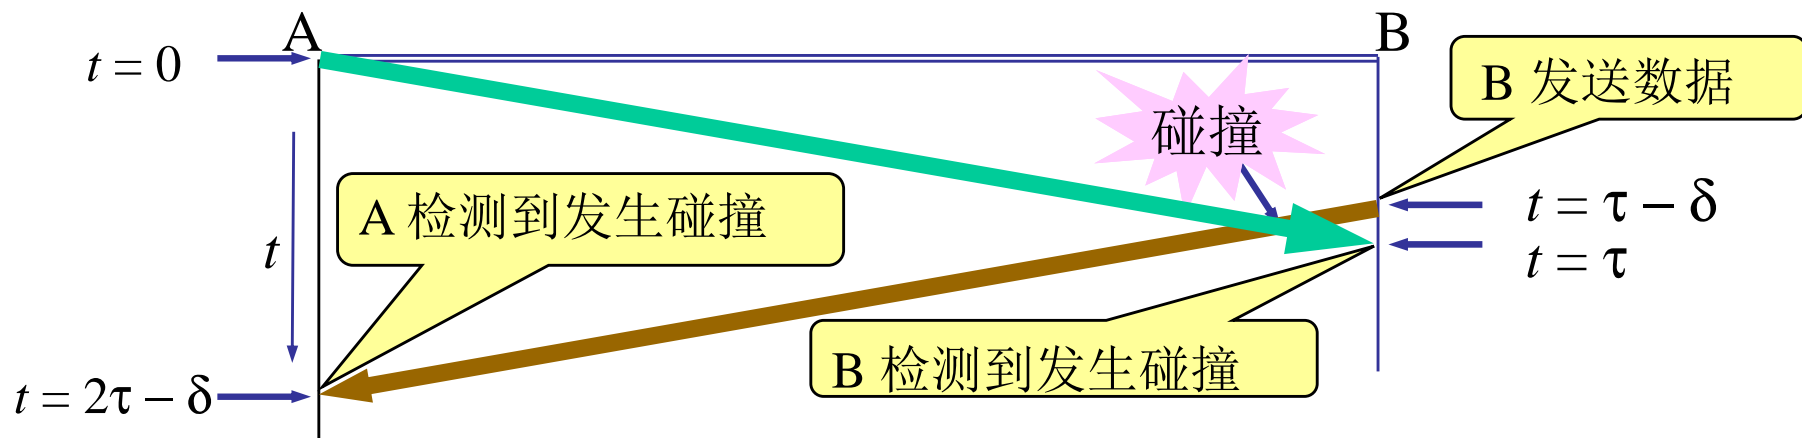 A
B
t = 0
B 发送数据
碰撞
A 检测到发生碰撞
t = τ − δ
t
t = τ
B 检测到发生碰撞
t = 2τ − δ